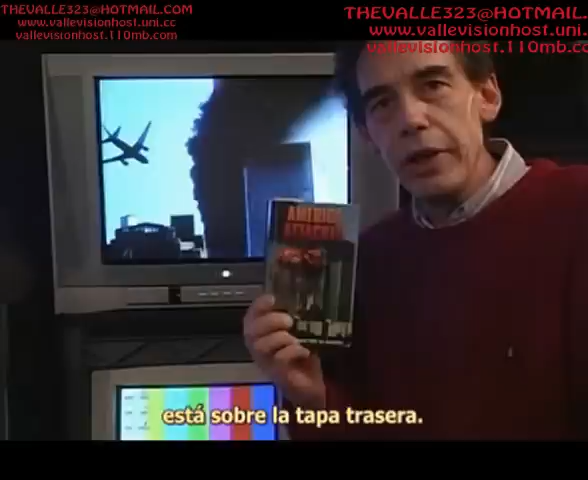 THEVALLE323@HOTMAIL.COM
www.vallevisionhost.uni.cc
vallevisionhost.110mb.com
THEVALLE323@HOTMAIL.
www.vallevisionhost.uni.
vallevisionhost.110mb.co
AMERICA
ATTACKED
está sobre la tapa trasera.